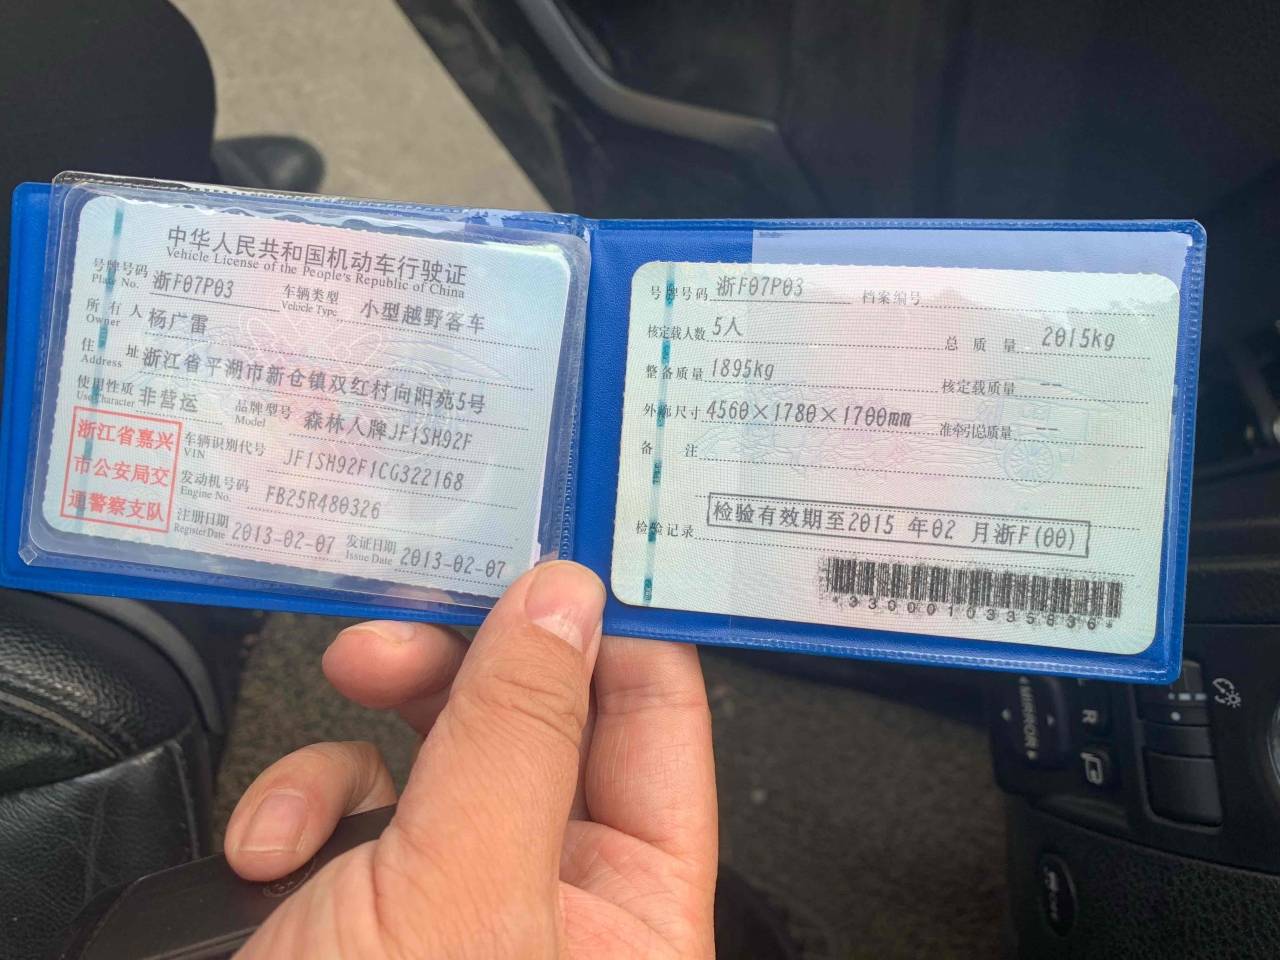 中华人民共和国机动车行驶证
Vehicle License of the People's Republic of China
号牌号码 浙F07P03 车辆类型 小型越野客车
Plate No. Vehicle Type
所有人 杨广雷
Owner
住址 浙江省平湖市新仓镇双红村向阳苑5号
Address
使用性质 非营运 品牌型号 森林人牌JF1SH92F
Use Character Model
浙江省嘉兴
市公安局交
通警察支队
车辆识别代号 JF1SH92F1CG322168
VIN
发动机号码 FB25R480326
Engine No.
注册日期 2013-02-07 发证日期 2013-02-07
Register Date Issue Date
号牌号码 浙F07P03 档案编号
核定载人数 5人 总质量 2015kg
整备质量 1895kg 核定载质量 --
外廓尺寸 4560×1780×1700mm 准牵引总质量 --
备注
检验记录 检验有效期至2015 年02 月浙F(00)
*3300010335836*
MIRROR
R